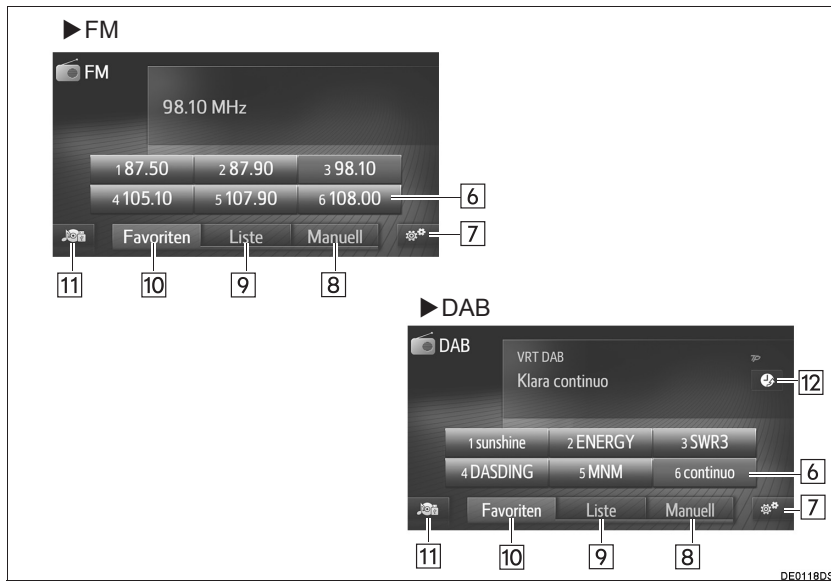 ▶FM
FM
98.10 MHz
1 87.50 2 87.90 3 98.10
4 105.10 5 107.90 6 108.00 6
Favoriten Liste Manuell 7
11 10 9 8
▶DAB
DAB
VRT DAB TP
Klara continuo 12
1 sunshine 2 ENERGY 3 SWR3
4 DASDING 5 MNM 6 continuo 6
Favoriten Liste Manuell 7
11 10 9 8
DE0118DS